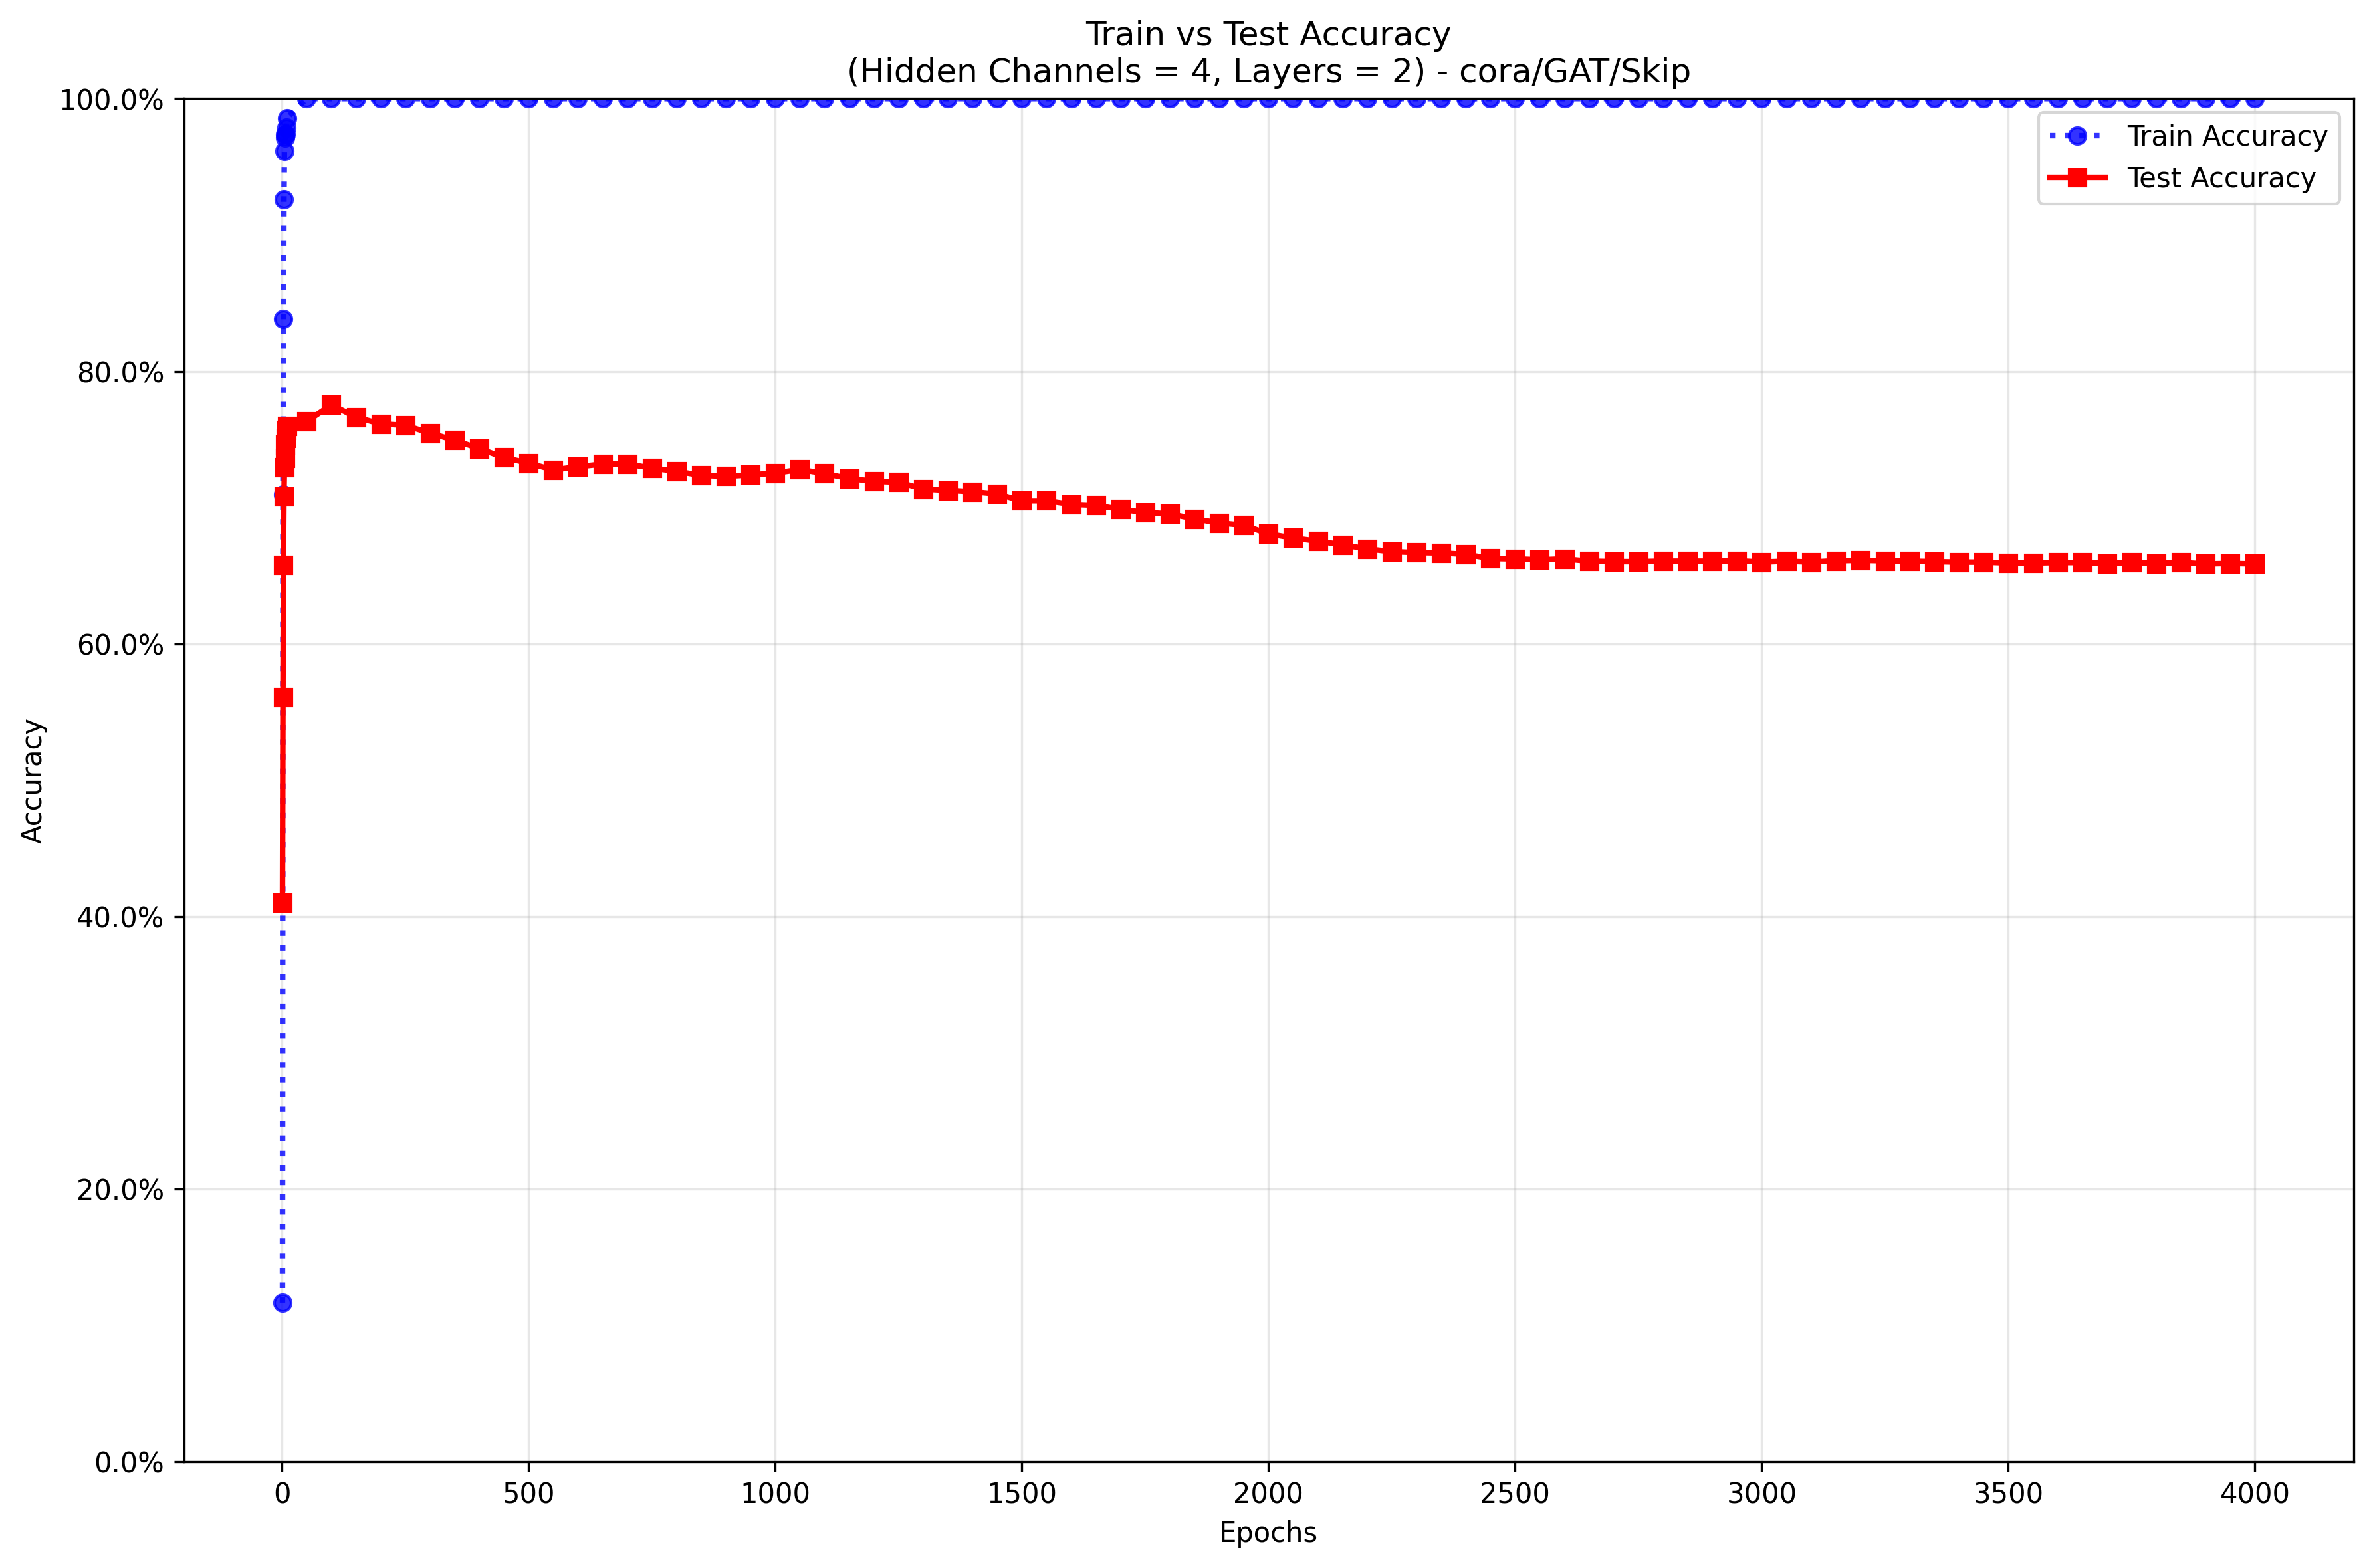 Train vs Test Accuracy
(Hidden Channels = 4, Layers = 2) - cora/GAT/Skip
100.0%
80.0%
60.0%
40.0%
20.0%
0.0%
Accuracy
Train Accuracy
Test Accuracy
0 500 1000 1500 2000 2500 3000 3500 4000
Epochs